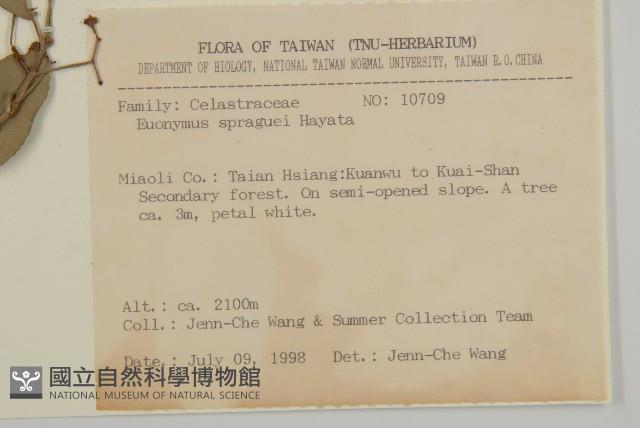 FLORA OF TAIWAN (TNU-HERBARIUM)
DEPARTMENT OF BIOLOGY, NATIONAL TAIWAN NORMAL UNIVERSITY, TAIWAN R.O.CHINA
Family: Celastraceae NO: 10709
Euonymus spraguei Hayata
Miaoli Co.: Taian Hsiang:Kuanwu to Kuai-Shan
Secondary forest. On semi-opened slope. A tree
ca. 3m, petal white.
Alt.: ca. 2100m
Coll.: Jenn-Che Wang & Summer Collection Team
Date.: July 09, 1998 Det.: Jenn-Che Wang
國立自然科學博物館
NATIONAL MUSEUM OF NATURAL SCIENCE